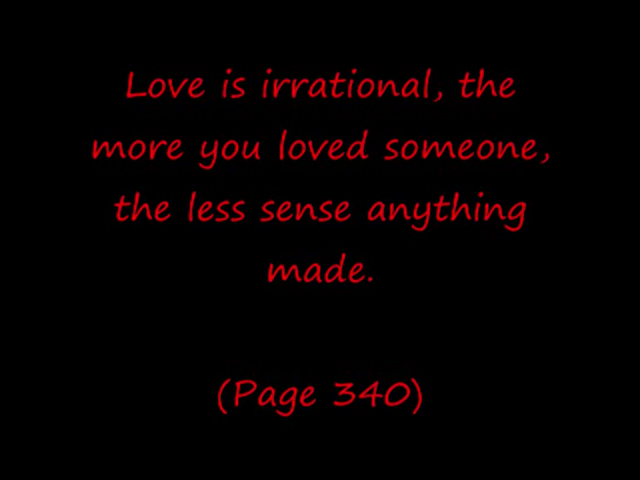 Love is irrational, the
more you loved someone,
the less sense anything
made.
(Page 340)